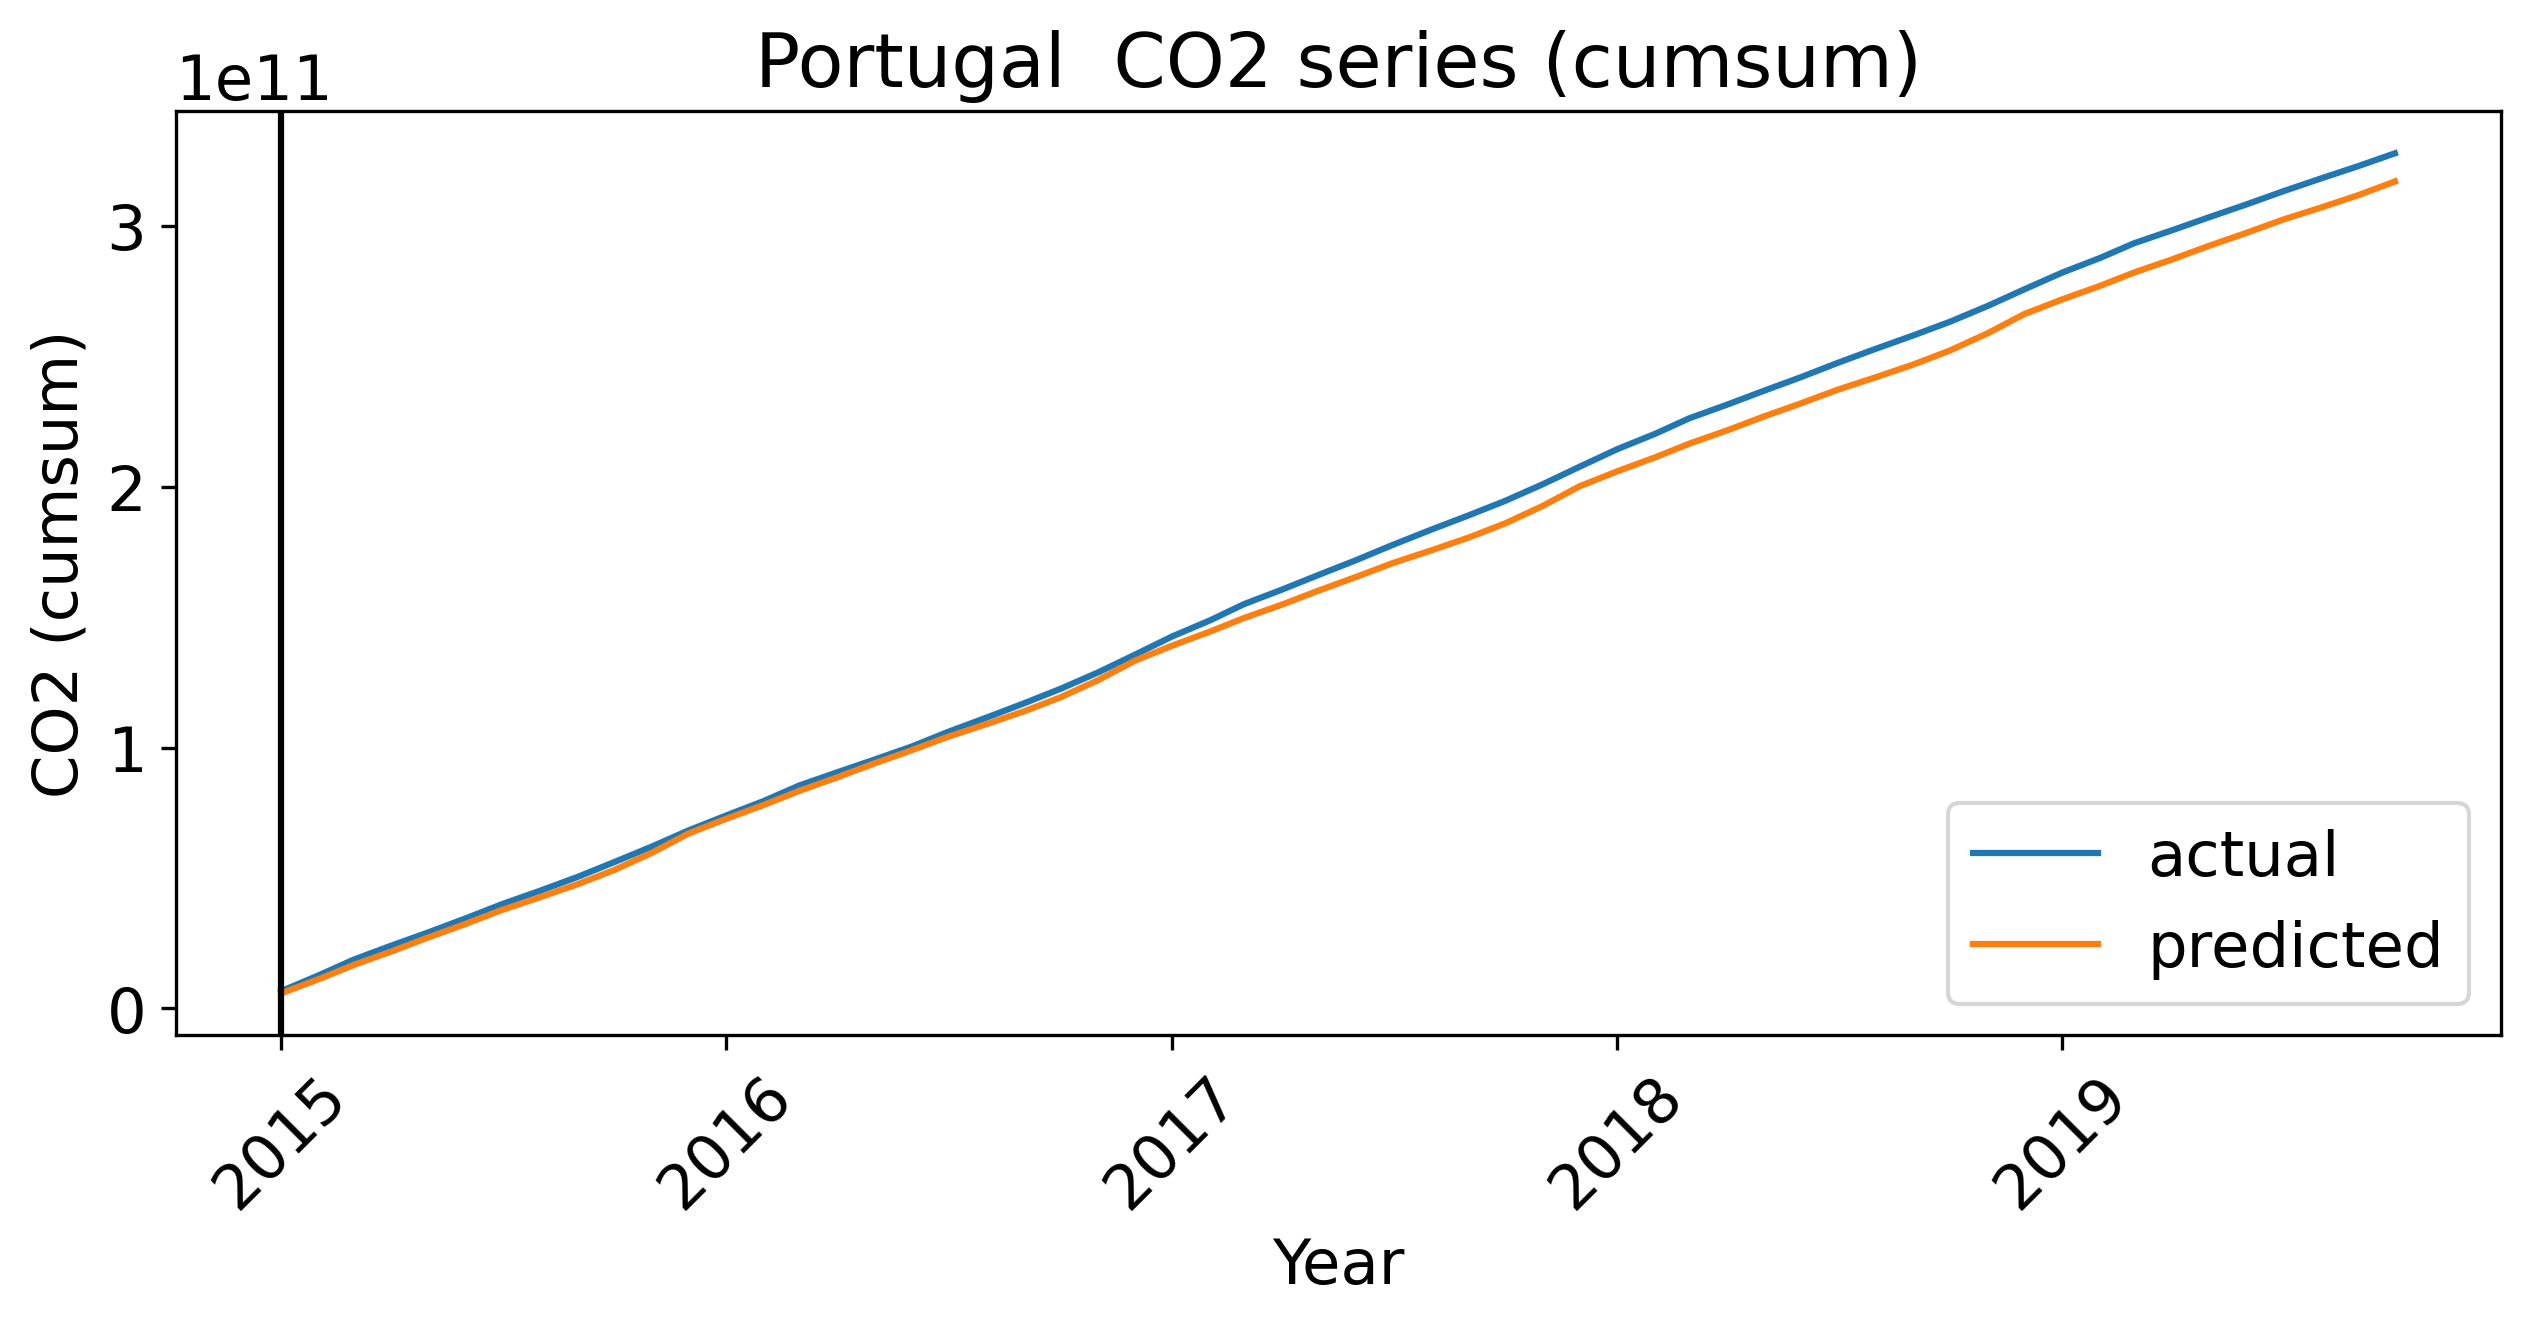 Portugal  CO2 series (cumsum)
1e11
3
2
1
0
CO2 (cumsum)
actual
predicted
2015
2016
2017
2018
2019
Year